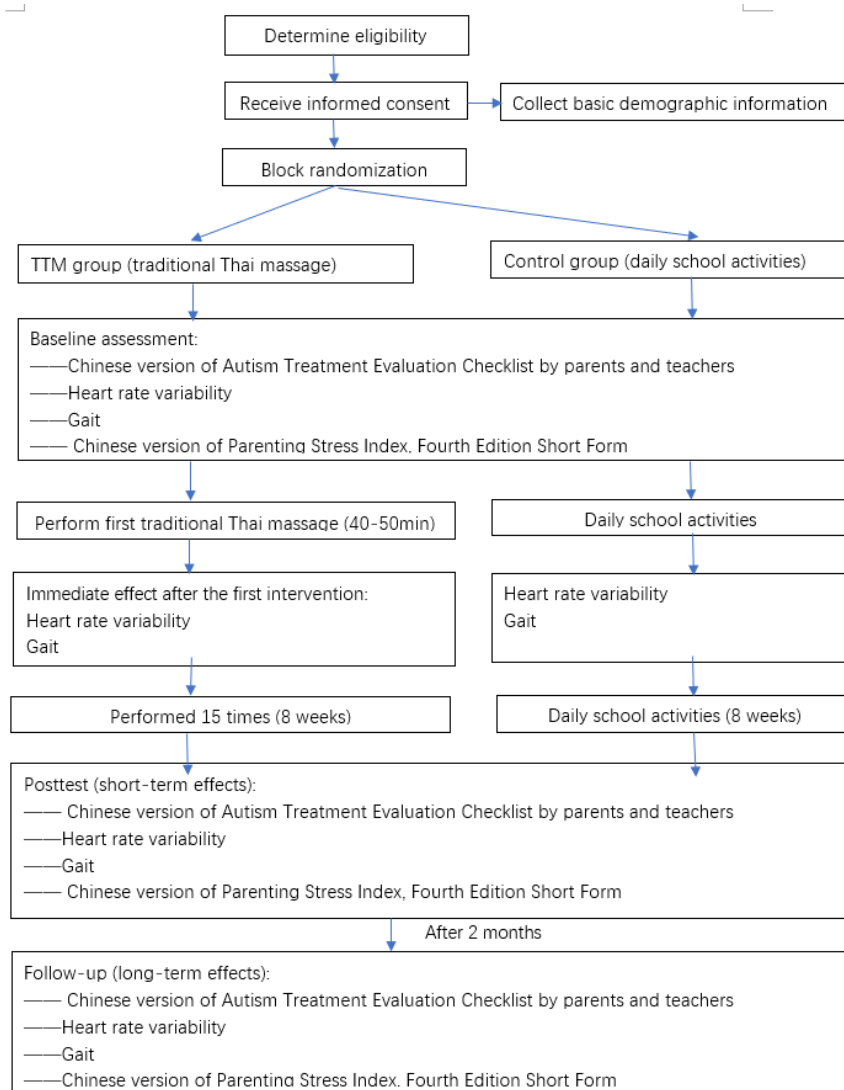 Determine eligibility
Receive informed consent
Collect basic demographic information
Block randomization
TTM group (traditional Thai massage)
Control group (daily school activities)
Baseline assessment:
——Chinese version of Autism Treatment Evaluation Checklist by parents and teachers
——Heart rate variability
——Gait
—— Chinese version of Parenting Stress Index, Fourth Edition Short Form
Perform first traditional Thai massage (40-50min)
Daily school activities
Immediate effect after the first intervention:
Heart rate variability
Gait
Heart rate variability
Gait
Performed 15 times (8 weeks)
Daily school activities (8 weeks)
Posttest (short-term effects):
—— Chinese version of Autism Treatment Evaluation Checklist by parents and teachers
——Heart rate variability
——Gait
—— Chinese version of Parenting Stress Index, Fourth Edition Short Form
After 2 months
Follow-up (long-term effects):
—— Chinese version of Autism Treatment Evaluation Checklist by parents and teachers
——Heart rate variability
——Gait
——Chinese version of Parenting Stress Index, Fourth Edition Short Form